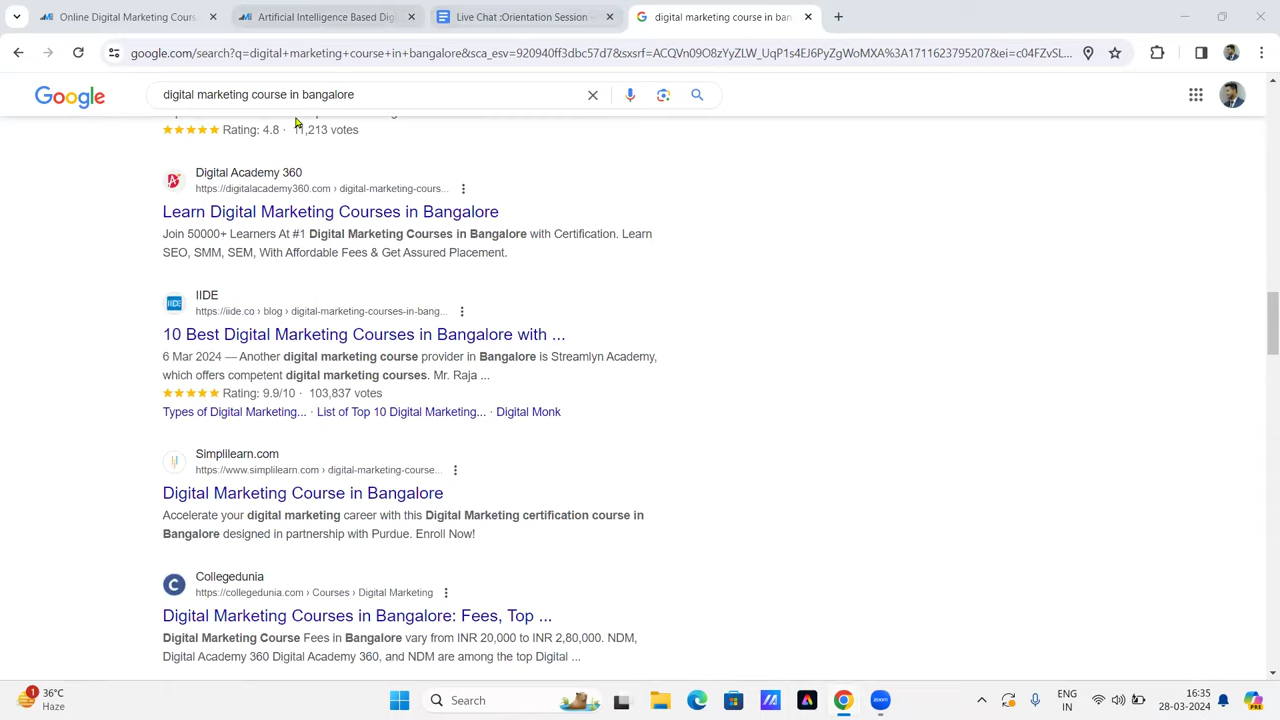 Online Digital Marketing Cours
Artificial Intelligence Based Digi
Live Chat :Orientation Session -
digital marketing course in ban
google.com/search?q=digital+marketing+course+in+bangalore&sca_esv=920940ff3dbc57d7&sxsrf=ACQVn09O8zYyZLW_UqP1s4EJ6PyZgWoMXA%3A1711623795207&ei=c04FZvSL...
Google
digital marketing course in bangalore
Rating: 4.8 · 11,213 votes
Digital Academy 360
https://digitalacademy360.com › digital-marketing-cours...
Learn Digital Marketing Courses in Bangalore
Join 50000+ Learners At #1 Digital Marketing Courses in Bangalore with Certification. Learn
SEO, SMM, SEM, With Affordable Fees & Get Assured Placement.
IIDE
IIDE
https://iide.co › blog › digital-marketing-courses-in-bang...
10 Best Digital Marketing Courses in Bangalore with ...
6 Mar 2024 — Another digital marketing course provider in Bangalore is Streamlyn Academy,
which offers competent digital marketing courses. Mr. Raja ...
Rating: 9.9/10 · 103,837 votes
Types of Digital Marketing... · List of Top 10 Digital Marketing... · Digital Monk
Simplilearn.com
https://www.simplilearn.com › digital-marketing-course...
Digital Marketing Course in Bangalore
Accelerate your digital marketing career with this Digital Marketing certification course in
Bangalore designed in partnership with Purdue. Enroll Now!
Collegedunia
C
https://collegedunia.com › Courses › Digital Marketing
Digital Marketing Courses in Bangalore: Fees, Top ...
Digital Marketing Course Fees in Bangalore vary from INR 20,000 to INR 2,80,000. NDM,
Digital Academy 360 Digital Academy 360, and NDM are among the top Digital ...
1
36°C
Haze
Search
zoom
ENG
IN
16:35
28-03-2024
PRE